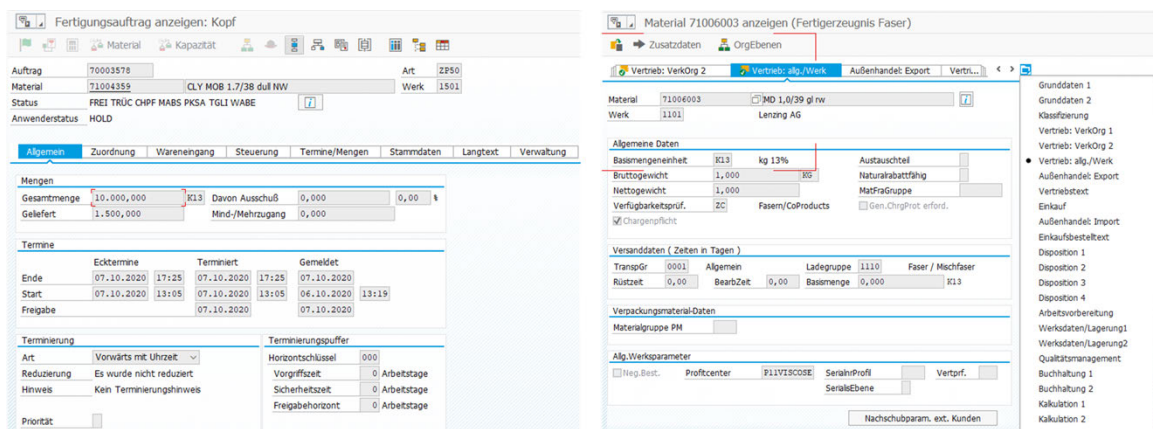 Fertigungsauftrag anzeigen: Kopf
Material Kapazität
Auftrag 70003578 Art ZP50
Material 71004359 CLY MOB 1.7/38 dull NW Werk 1501
Status FREI TRÜC CHPF MABS PKSA TGLI WABE
Anwenderstatus HOLD
Allgemein Zuordnung Wareneingang Steuerung Termine/Mengen Stammdaten Langtext Verwaltung
Mengen
Gesamtmenge 10.000,000 K13 Davon Ausschuß 0,000 0,00 %
Geliefert 1.500,000 Mind-/Mehrzugang 0,000
Termine
Ecktermine Terminiert Gemeldet
Ende 07.10.2020 17:25 07.10.2020 17:25 07.10.2020
Start 07.10.2020 13:05 07.10.2020 13:05 06.10.2020 13:19
Freigabe 07.10.2020 07.10.2020
Terminierung Terminierungspuffer
Art Vorwärts mit Uhrzeit Horizontschlüssel 000
Reduzierung Es wurde nicht reduziert Vorgriffszeit 0 Arbeitstage
Hinweis Kein Terminierungshinweis Sicherheitszeit 0 Arbeitstage
Freigabehorizont 0 Arbeitstage
Priorität
Material 71006003 anzeigen (Fertigerzeugnis Faser)
Zusatzdaten OrgEbenen
Vertrieb: VerkOrg 2 Vertrieb: allg./Werk Außenhandel: Export Vertri...
Material 71006003 MD 1,0/39 gl rw
Werk 1101 Lenzing AG
Allgemeine Daten
Basismengeneinheit K13 kg 13% Austauschteil
Bruttogewicht 1,000 KG Naturalrabattfähig
Nettogewicht 1,000 MatFraGruppe
Verfügbarkeitsprüf. ZC Fasern/CoProducts Gen.ChrgProt erford.
Chargenpflicht
Versanddaten ( Zeiten in Tagen )
TranspGr 0001 Allgemein Ladegruppe 1110 Faser / Mischfaser
Rüstzeit 0,00 BearbZeit 0,00 Basismenge 0,000 K13
Verpackungsmaterial-Daten
Materialgruppe PM
Allg.Werksparameter
Neg.Best. Profitcenter P11VISCOSE SerialnrProfil Vertprf.
SerialisEbene
Nachschubparam. ext. Kunden
Grunddaten 1
Grunddaten 2
Klassifizierung
Vertrieb: VerkOrg 1
Vertrieb: VerkOrg 2
Vertrieb: allg./Werk
Außenhandel: Export
Vertriebstext
Einkauf
Außenhandel: Import
Einkaufsbestelltext
Disposition 1
Disposition 2
Disposition 3
Disposition 4
Arbeitsvorbereitung
Werksdaten/Lagerung1
Werksdaten/Lagerung2
Qualitätsmanagement
Buchhaltung 1
Buchhaltung 2
Kalkulation 1
Kalkulation 2